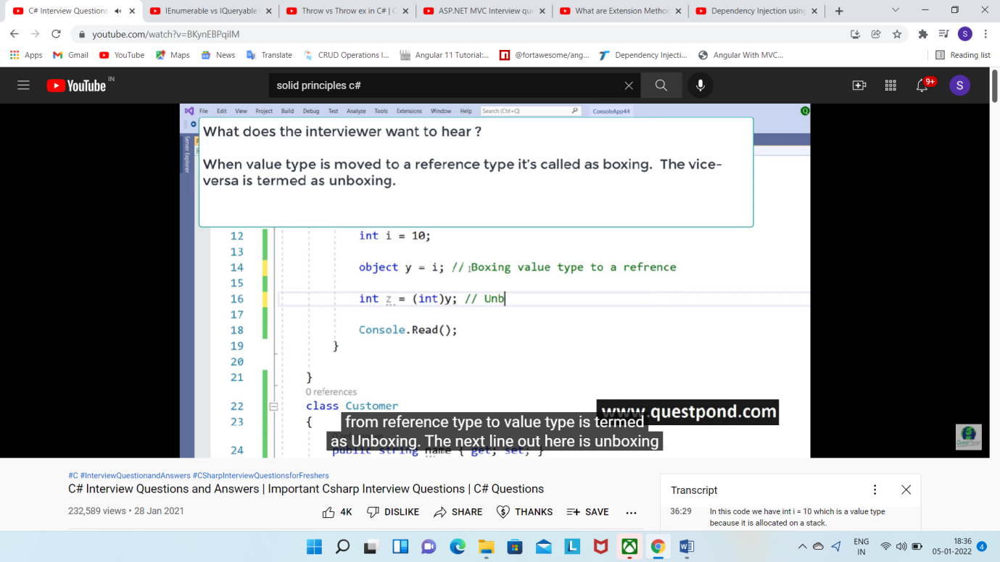 C# Interview Questions
IEnumerable vs IQueryable
Throw vs Throw ex in C# | C
ASP.NET MVC Interview qu
What are Extension Metho
Dependency Injection using
youtube.com/watch?v=BKynEBPqiIM
S
Apps
Gmail
YouTube
Maps
News
Translate
CRUD Operations I...
Angular 11 Tutorial:...
@fortawesome/ang...
Dependency Injecti...
Angular With MVC...
Reading list
YouTube IN
solid principles c#
9+
S
File Edit View Project Build Debug Test Analyze Tools Extensions Window Help Search (Ctrl+Q) ConsoleApp44
Server Explorer
What does the interviewer want to hear ?
When value type is moved to a reference type it's called as boxing. The vice-
versa is termed as unboxing.
12 int i = 10;
13
14 object y = i; // Boxing value type to a refrence
15
16 int z = (int)y; // Unb
17
18 Console.Read();
19 }
20
21 }
0 references
22 class Customer
www.questpond.com
23 {
from reference type to value type is termed
as Unboxing. The next line out here is unboxing
24 public string name { get; set; }
#C #InterviewQuestionandAnswers #CSharpInterviewQuestionsforFreshers
C# Interview Questions and Answers | Important Csharp Interview Questions | C# Questions
232,589 views • 28 Jan 2021
4K DISLIKE SHARE THANKS SAVE
Transcript
36:29 In this code we have int i = 10 which is a value type
because it is allocated on a stack.
ENG
IN
18:36
05-01-2022
4